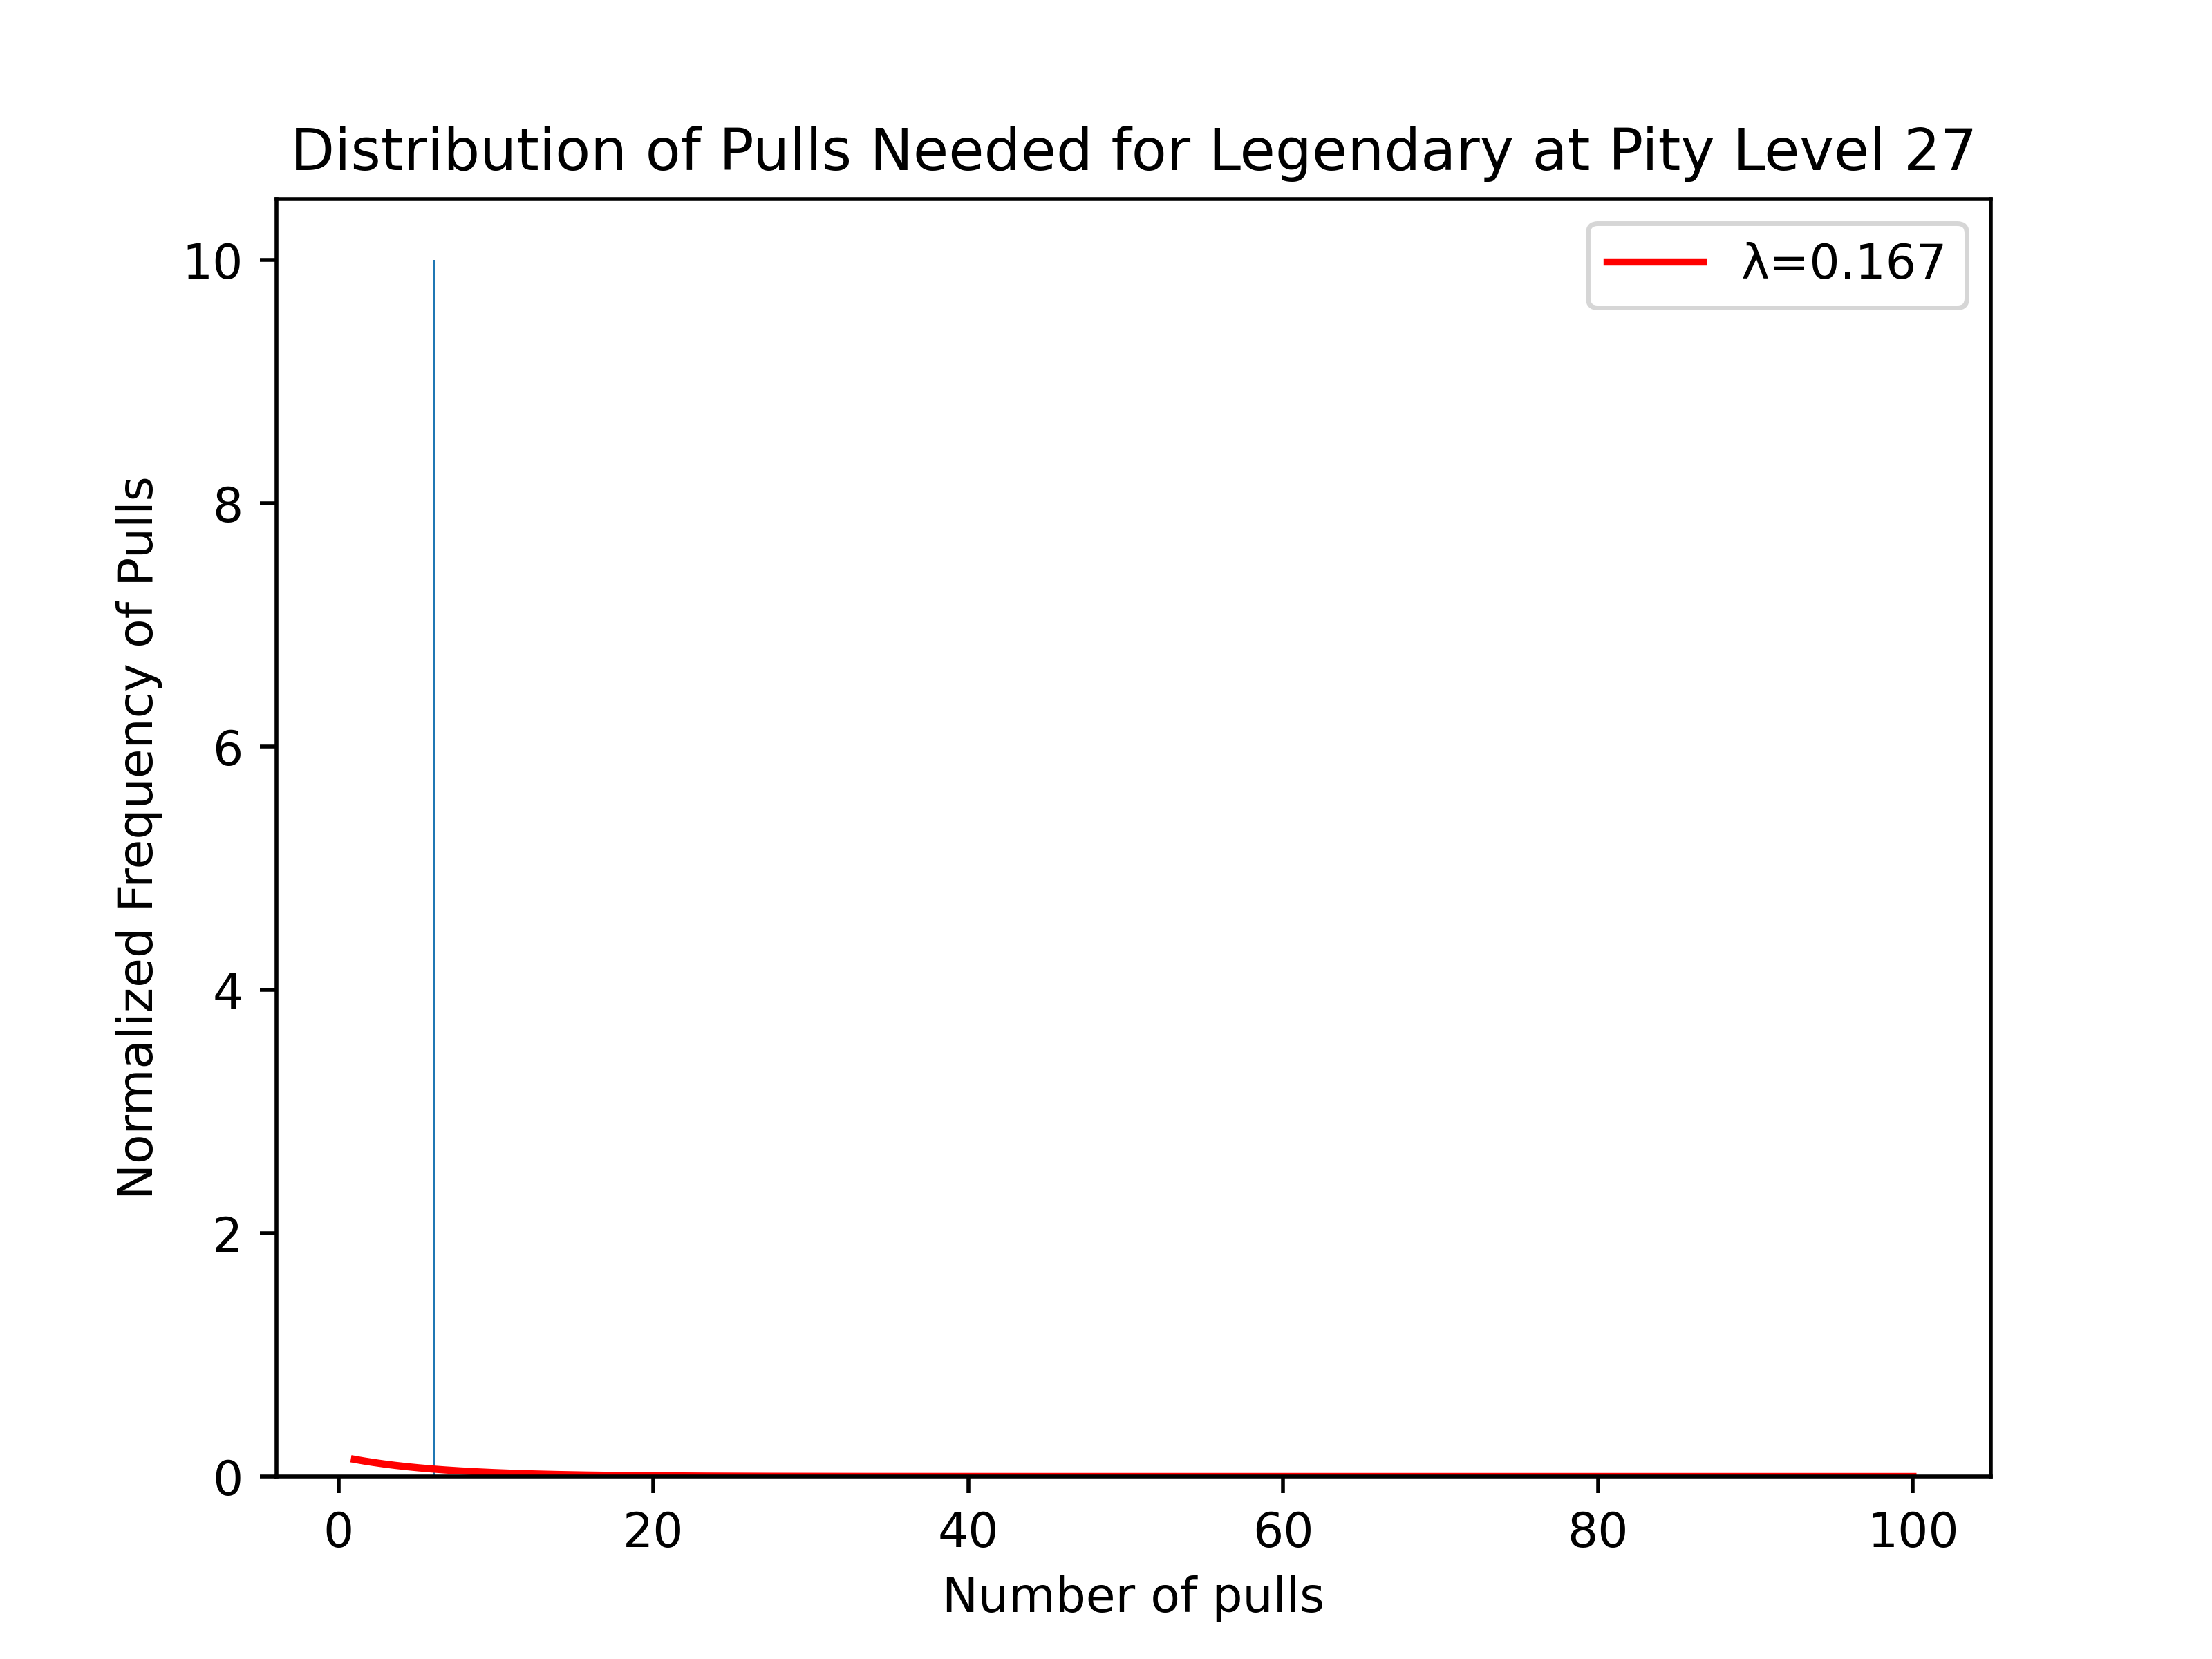 Distribution of Pulls Needed for Legendary at Pity Level 27
λ=0.167
10
8
6
4
2
0
Normalized Frequency of Pulls
0 20 40 60 80 100
Number of pulls